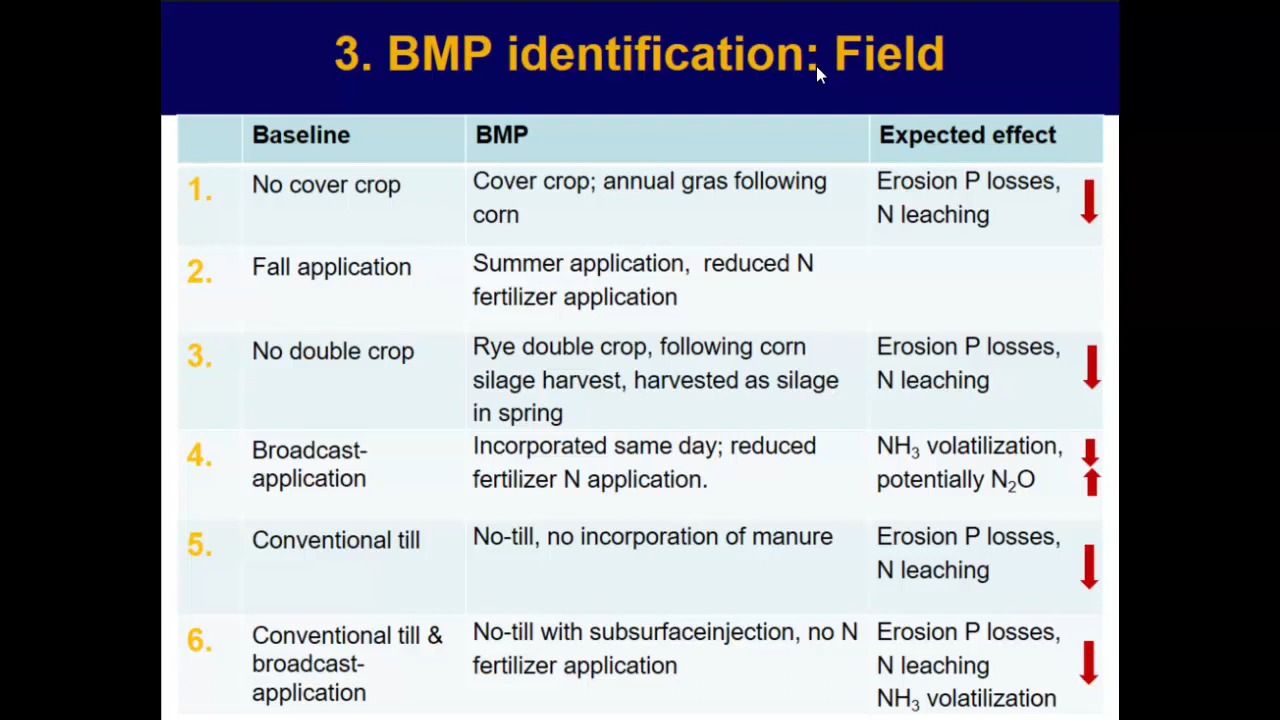 3. BMP identification: Field
Baseline BMP Expected effect
1. No cover crop Cover crop; annual gras following Erosion P losses,
corn N leaching
2. Fall application Summer application, reduced N
fertilizer application
3. No double crop Rye double crop, following corn Erosion P losses,
silage harvest, harvested as silage N leaching
in spring
4. Broadcast- Incorporated same day; reduced NH₃ volatilization,
application fertilizer N application. potentially N₂O
5. Conventional till No-till, no incorporation of manure Erosion P losses,
N leaching
6. Conventional till & No-till with subsurfaceinjection, no N Erosion P losses,
broadcast- fertilizer application N leaching
application NH₃ volatilization